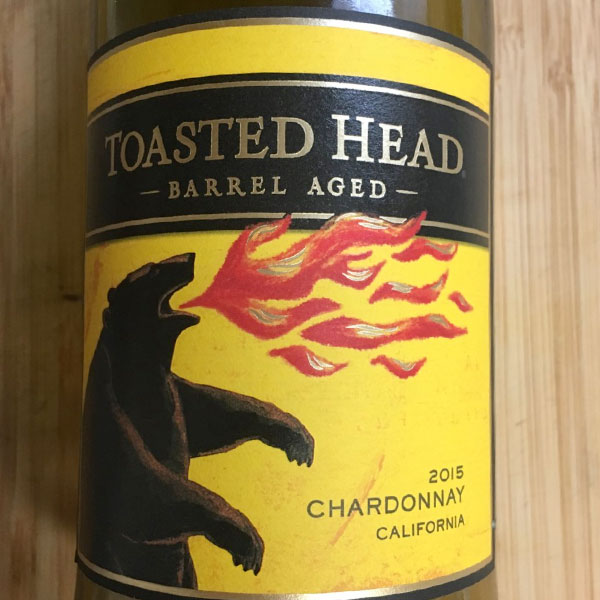 TOASTED HEAD
— BARREL AGED —
2015
CHARDONNAY
CALIFORNIA